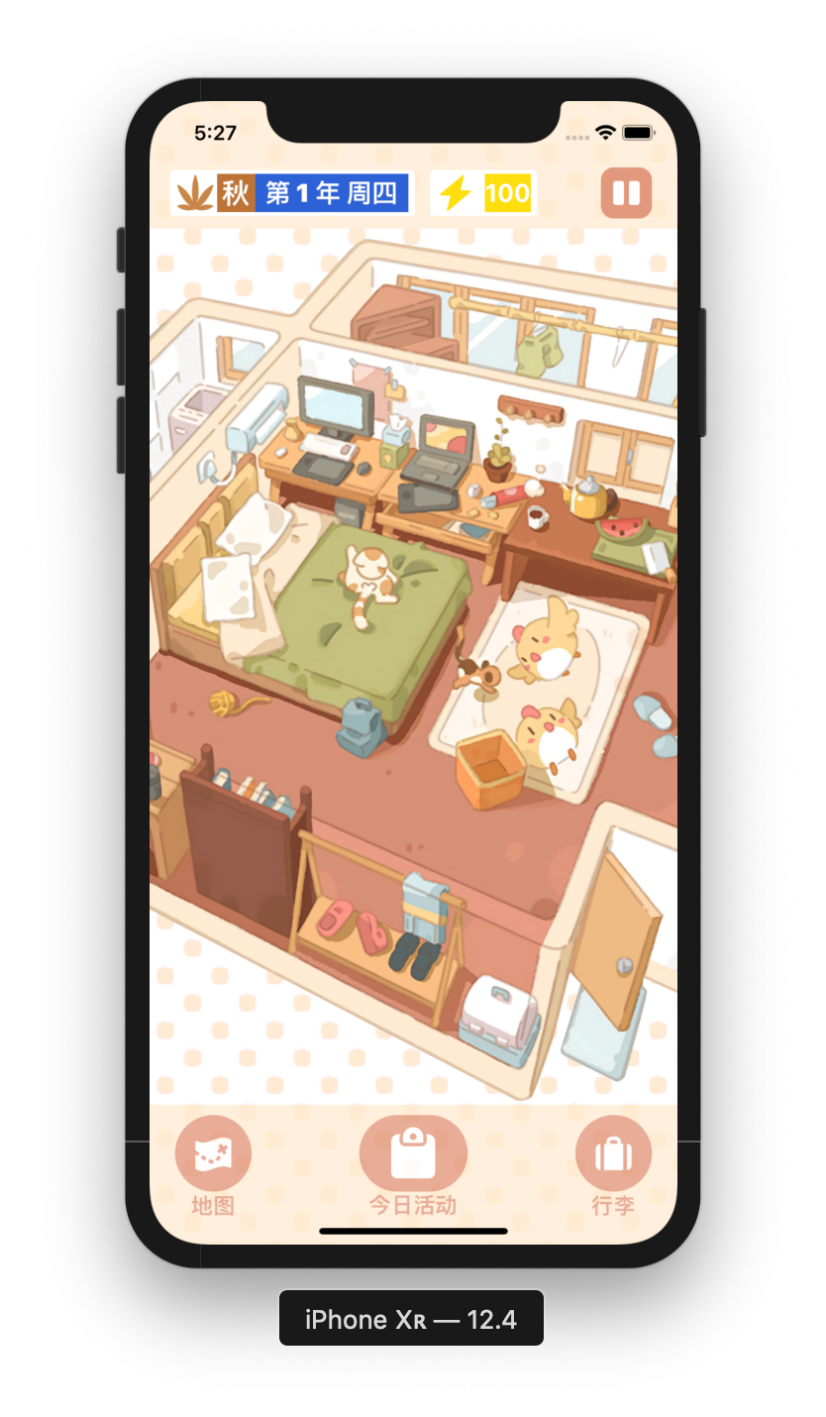 5:27
秋 第1年 周四 100
地图 今日活动 行李
iPhone Xʀ — 12.4